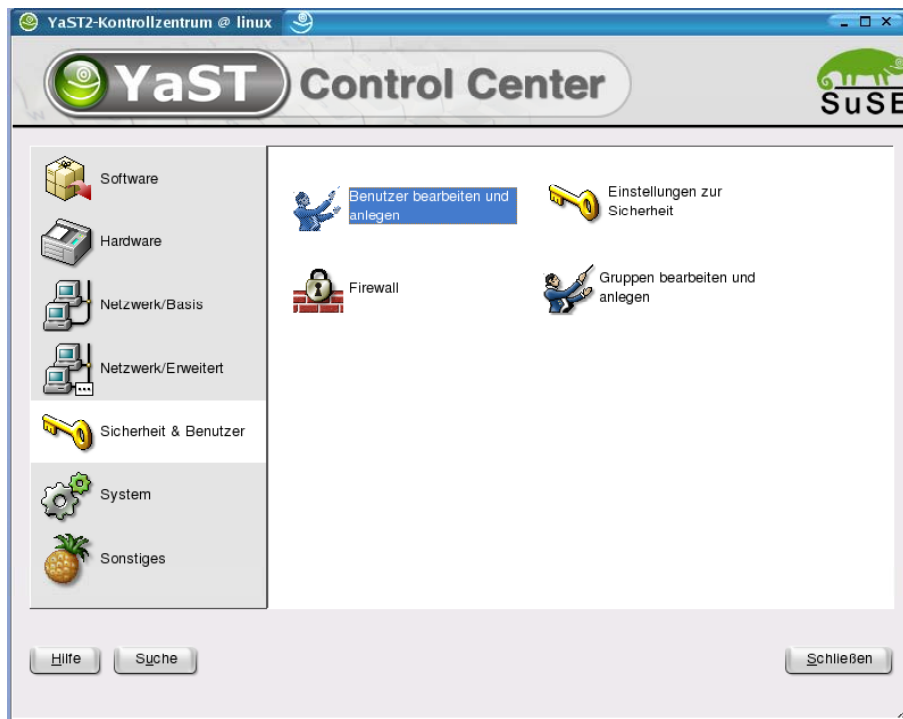 YaST2-Kontrollzentrum @ linux
YaST Control Center
SuSE
Software
Hardware
Netzwerk/Basis
Netzwerk/Erweitert
Sicherheit & Benutzer
System
Sonstiges
Benutzer bearbeiten und
anlegen
Einstellungen zur
Sicherheit
Firewall
Gruppen bearbeiten und
anlegen
Hilfe
Suche
Schließen